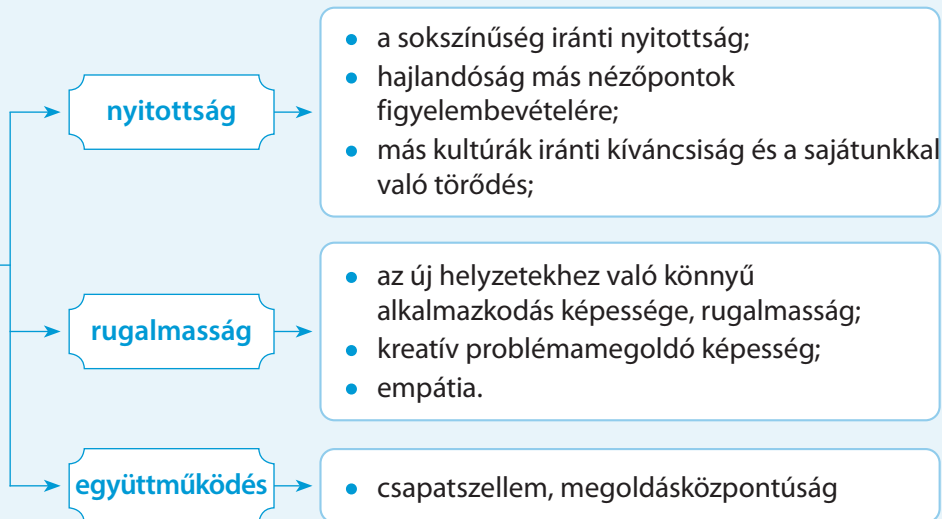 nyitottság
• a sokszínűség iránti nyitottság;
• hajlandóság más nézőpontok
figyelembevételére;
• más kultúrák iránti kíváncsiság és a sajátunkkal
való törődés;
rugalmasság
• az új helyzetekhez való könnyű
alkalmazkodás képessége, rugalmasság;
• kreatív problémamegoldó képesség;
• empátia.
együttműködés
• csapatszellem, megoldásközpontúság